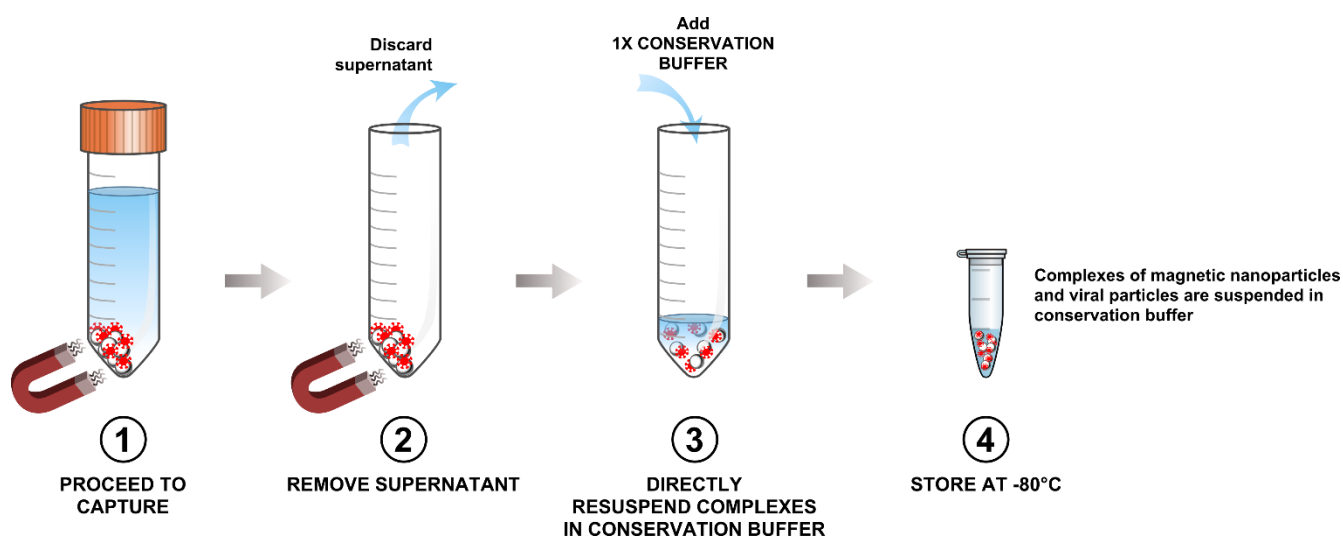 Discard
supernatant
Add
1X CONSERVATION
BUFFER
Complexes of magnetic nanoparticles
and viral particles are suspended in
conservation buffer
1
PROCEED TO
CAPTURE
2
REMOVE SUPERNATANT
3
DIRECTLY
RESUSPEND COMPLEXES
IN CONSERVATION BUFFER
4
STORE AT -80°C